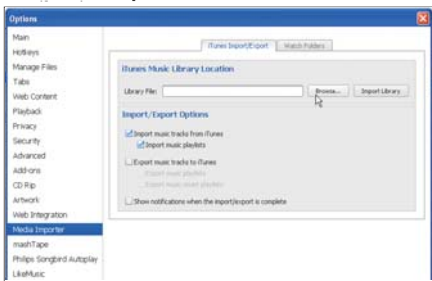 Options
Main
Hotkeys
Manage Files
Tabs
Web Content
Playback
Privacy
Security
Advanced
Add-ons
CD Rip
Artwork
Web Integration
Media Importer
mashTape
Philips Songbird Autoplay
LikeMusic
iTunes Import/Export
Watch Folders
iTunes Music Library Location
Library File:
Browse...
Import Library
Import/Export Options
Import music tracks from iTunes
Import music playlists
Export music tracks to iTunes
Export music playlists
Export music smart playlists
Show notifications when the import/export is complete